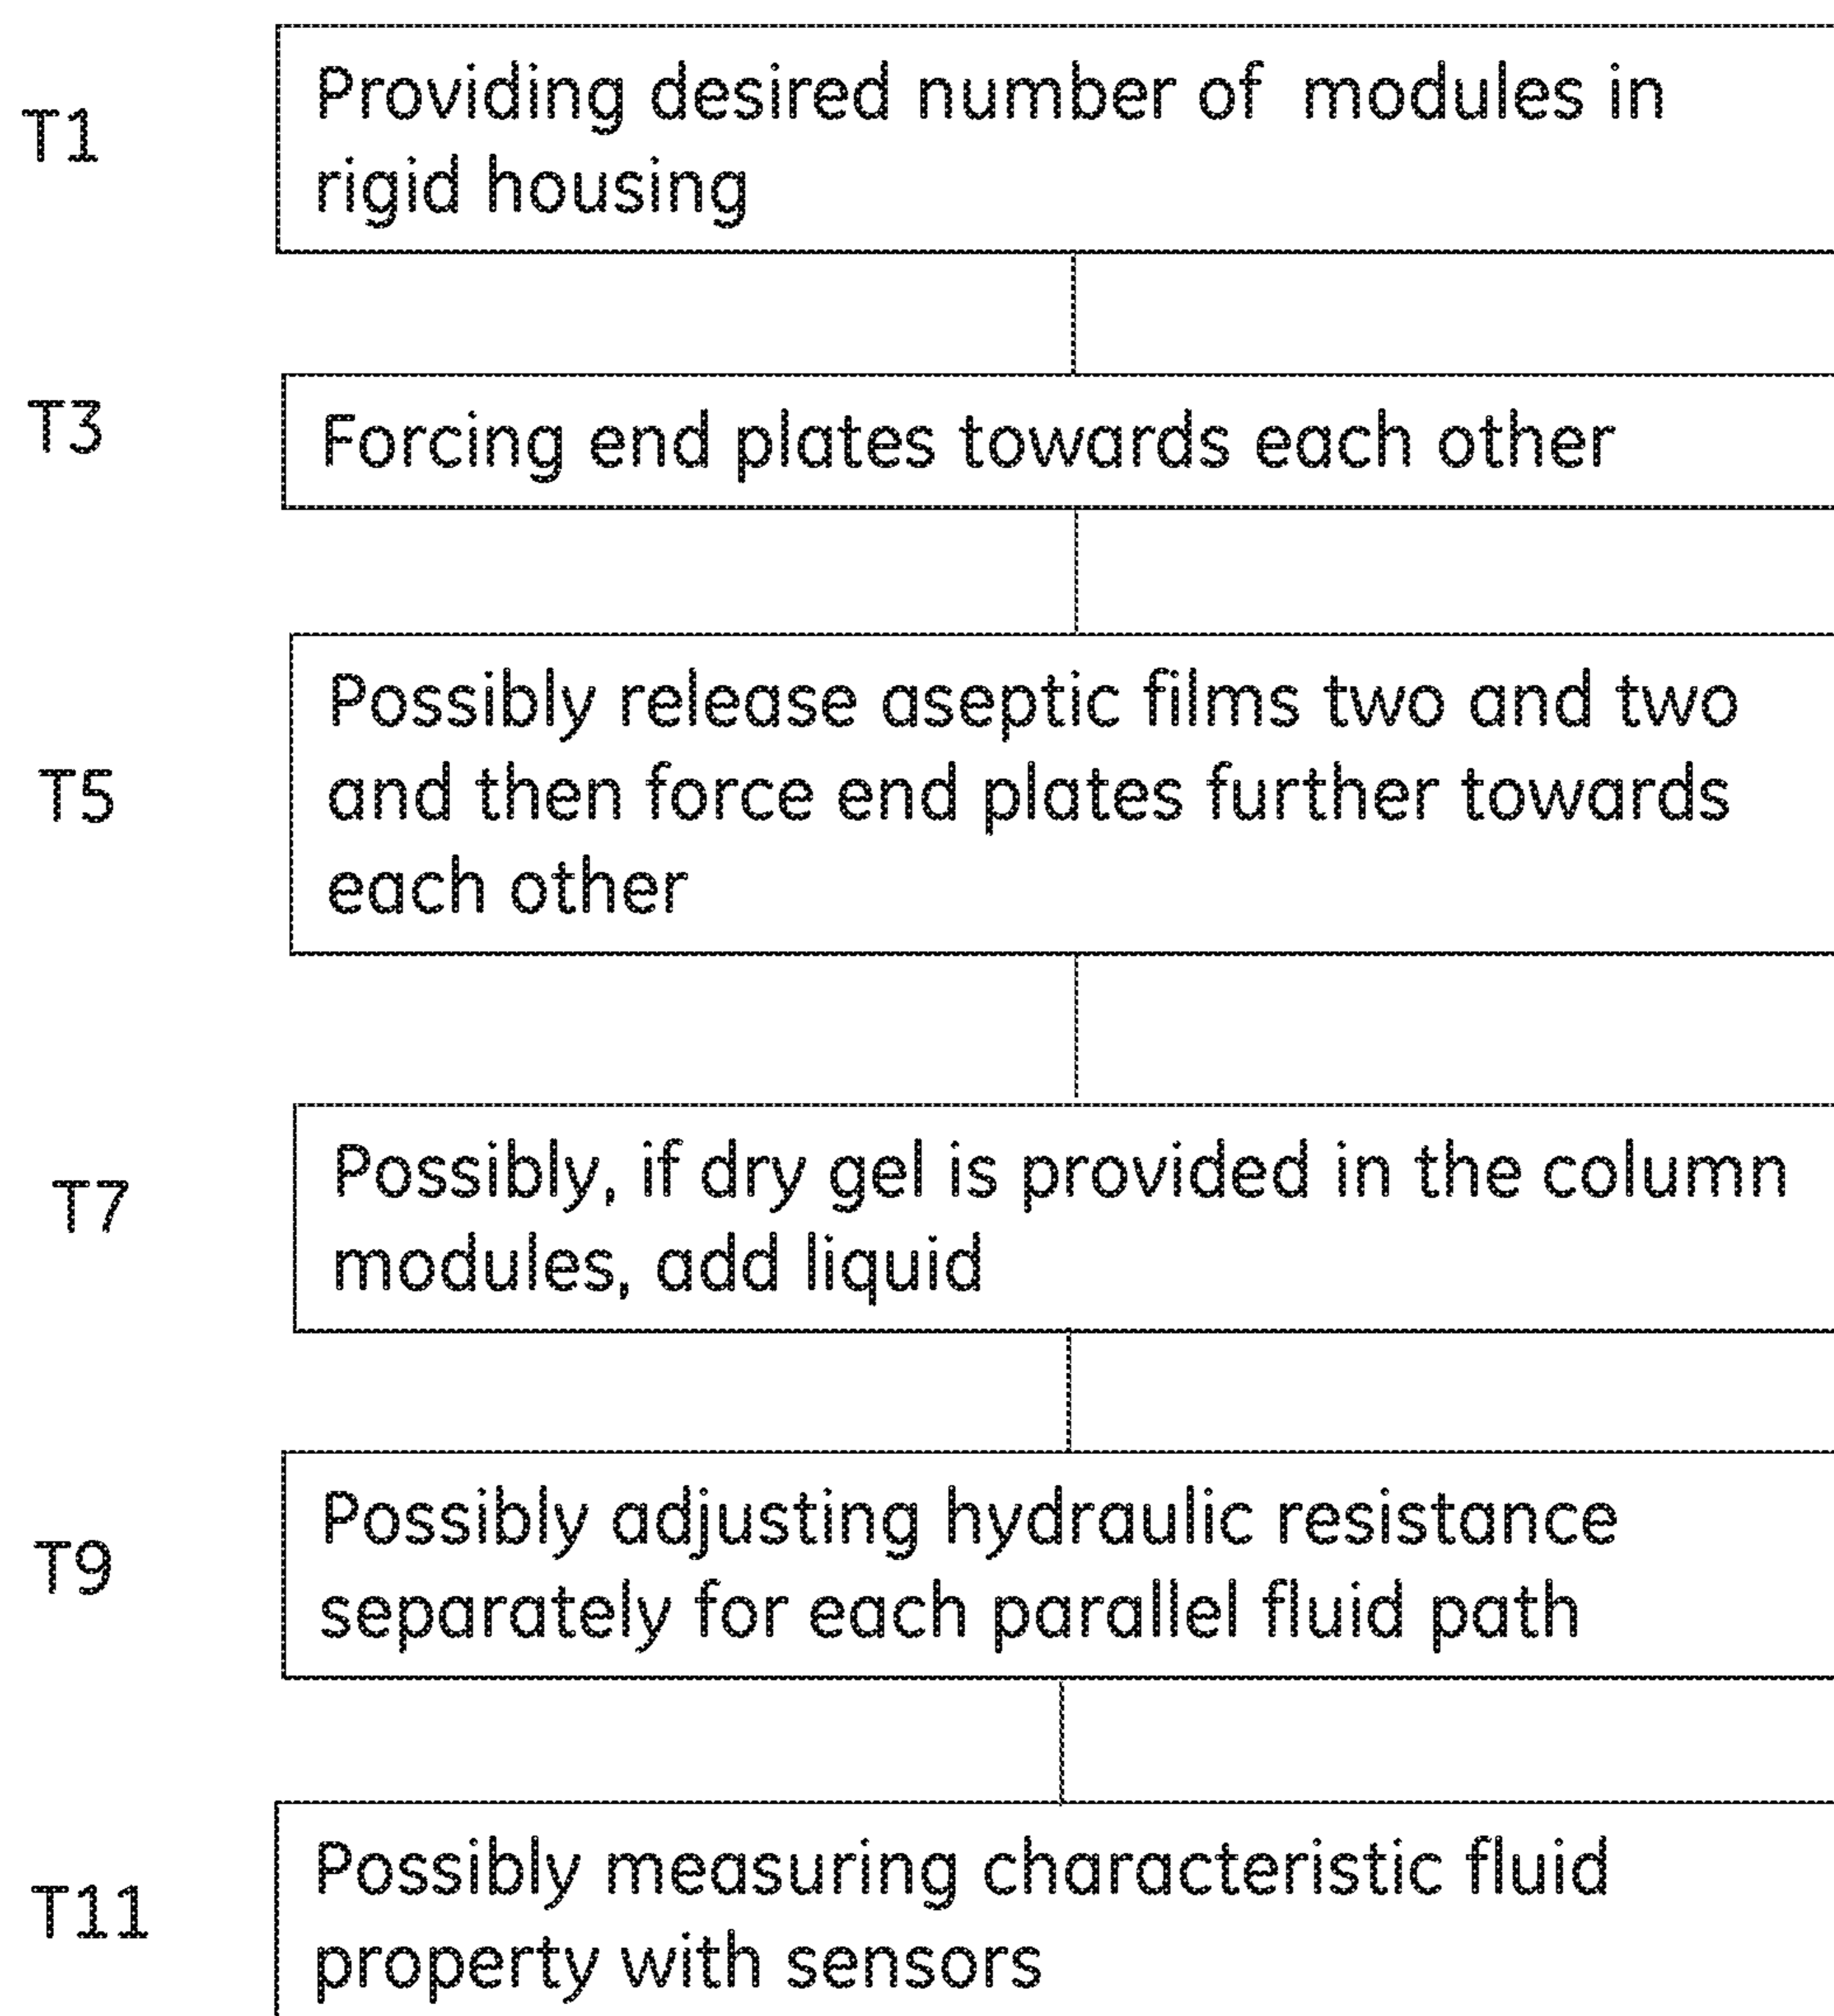 T1
Providing desired number of modules in
rigid housing
T3
Forcing end plates towards each other
T5
Possibly release aseptic films two and two
and then force end plates further towards
each other
T7
Possibly, if dry gel is provided in the column
modules, add liquid
T9
Possibly adjusting hydraulic resistance
separately for each parallel fluid path
T11
Possibly measuring characteristic fluid
property with sensors